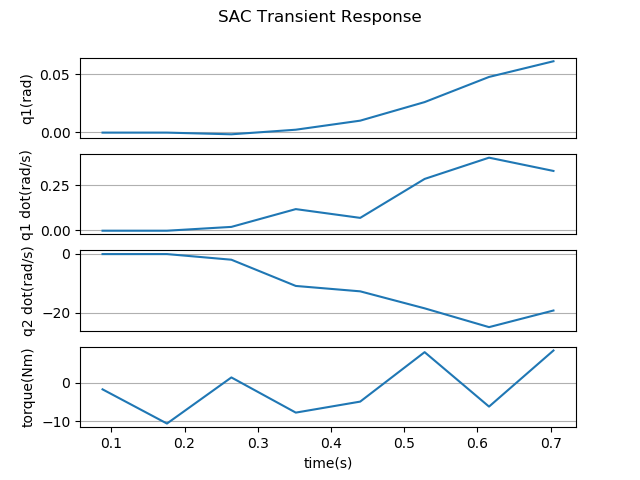 SAC Transient Response
0.05
0.00
q1(rad)
0.25
0.00
q1 dot(rad/s)
0
−20
q2 dot(rad/s)
0
−10
torque(Nm)
0.1 0.2 0.3 0.4 0.5 0.6 0.7
time(s)